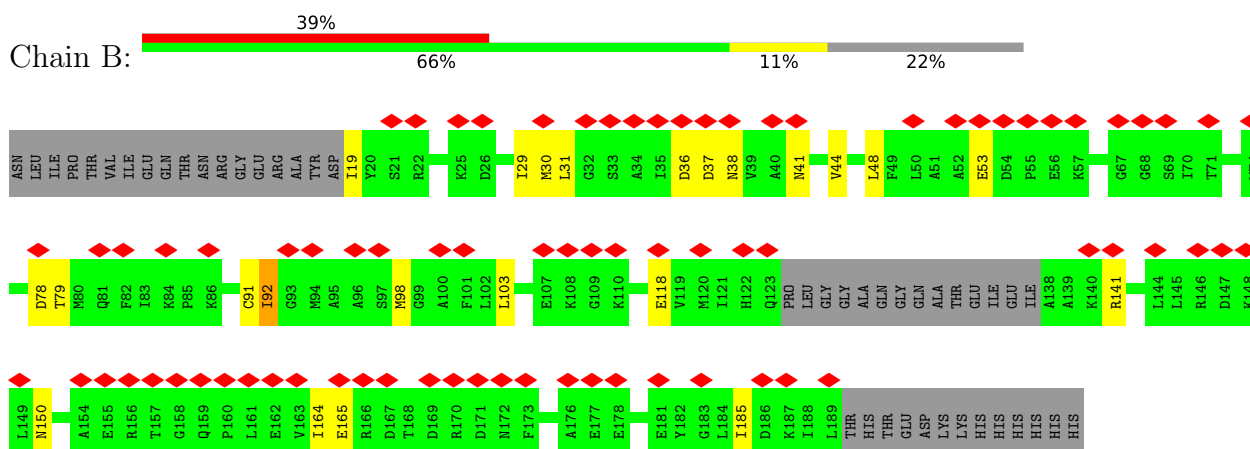 39%
Chain B:
66% 11% 22%
ASN LEU ILE PRO THR VAL ILE GLU GLN THR ASN ARG GLY GLU ARG ALA TYR ASP I19 Y20 S21 R22 K25 D26 I29 M30 L31 G32 S33 A34 I35 D36 D37 N38 V39 A40 N41 V44 L48 F49 L50 A51 A52 E53 D54 P55 E56 K57 G67 G68 S69 I70 T71
D78 T79 M80 Q81 F82 I83 K84 P85 K86 C91 I92 G93 M94 A95 A96 S97 M98 G99 A100 F101 L102 L103 E107 K108 G109 K110 E118 V119 M120 I121 H122 Q123 PRO LEU GLY GLY ALA GLN GLY GLN ALA THR GLU ILE GLU ILE A138 A139 K140 R141 L144 L145 R146 D147 K148
L149 N150 A154 E155 R156 T157 G158 Q159 P160 L161 E162 V163 I164 E165 R166 D167 T168 D169 R170 D171 N172 F173 A176 E177 E178 E181 Y182 G183 L184 I185 D186 K187 I188 L189 THR HIS THR GLU ASP LYS LYS HIS HIS HIS HIS HIS HIS